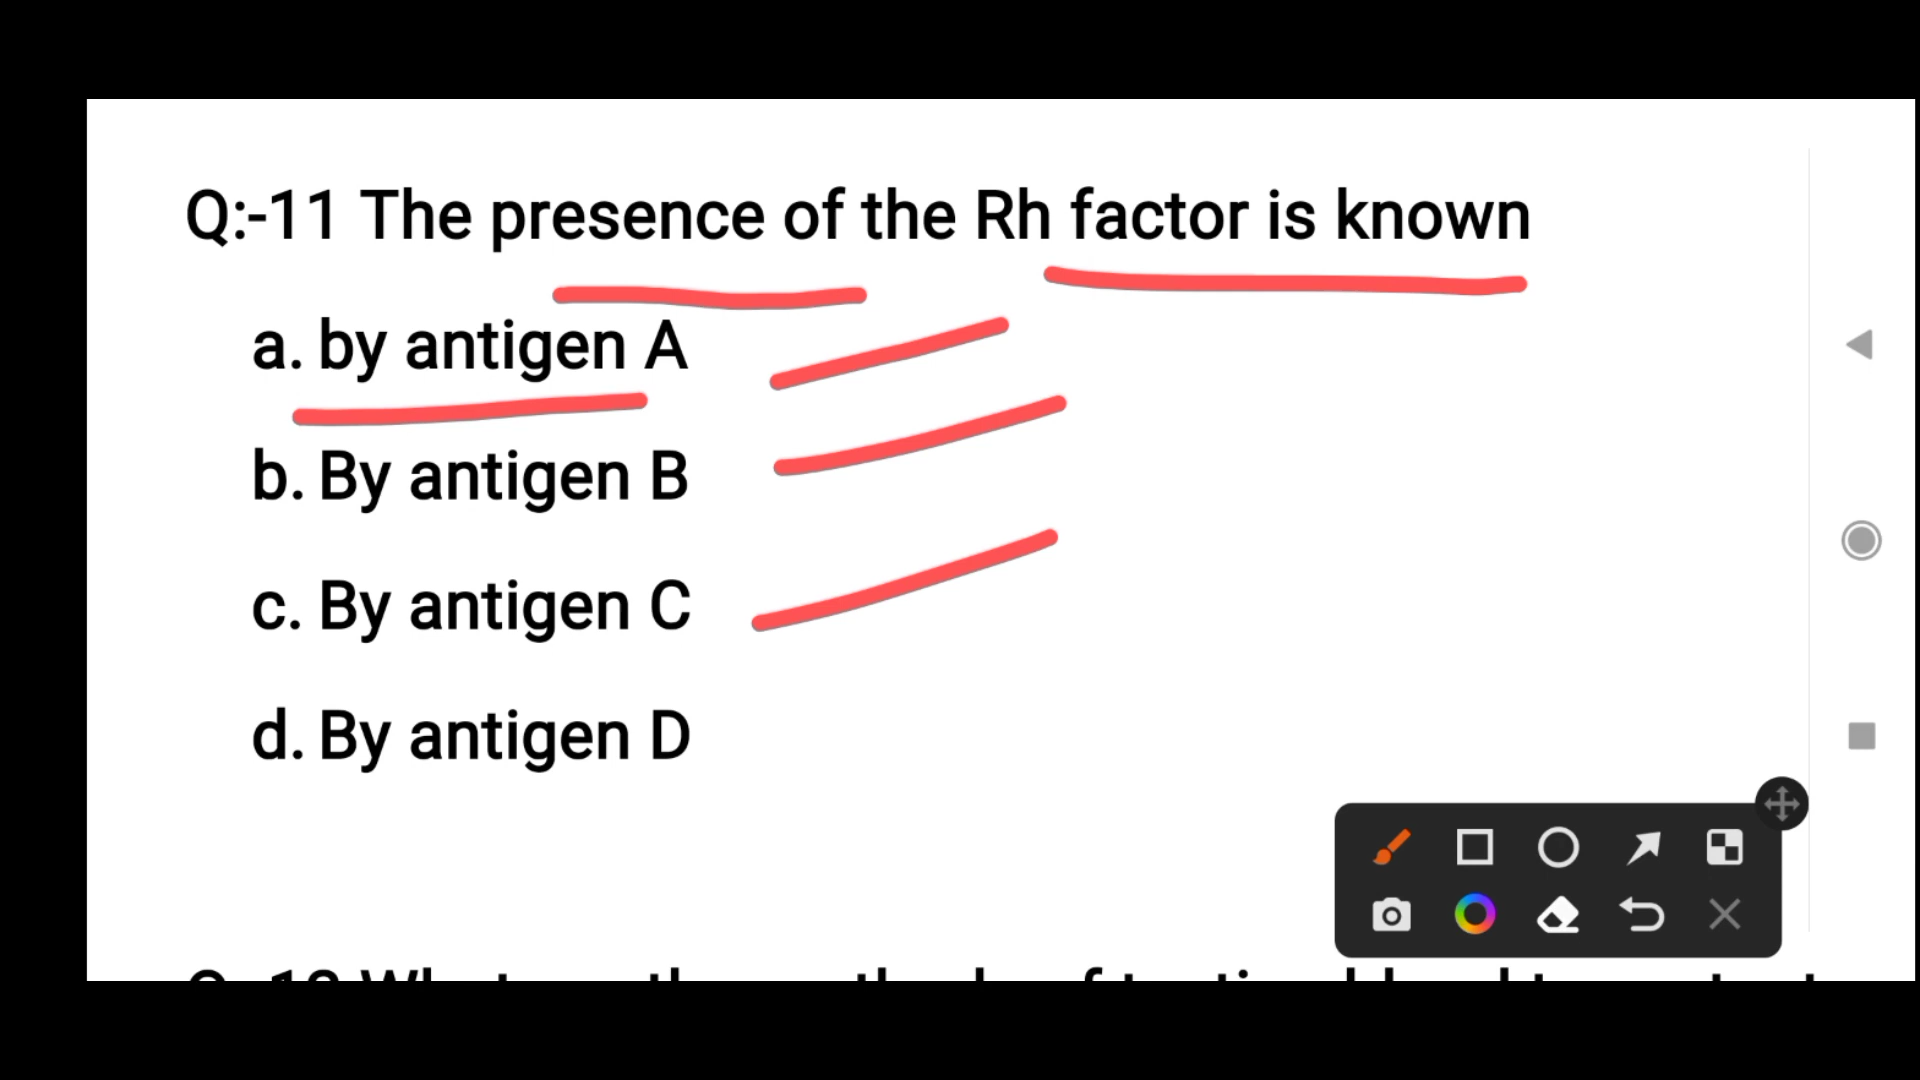 Q:-11 The presence of the Rh factor is known
a. by antigen A
b. By antigen B
c. By antigen C
d. By antigen D